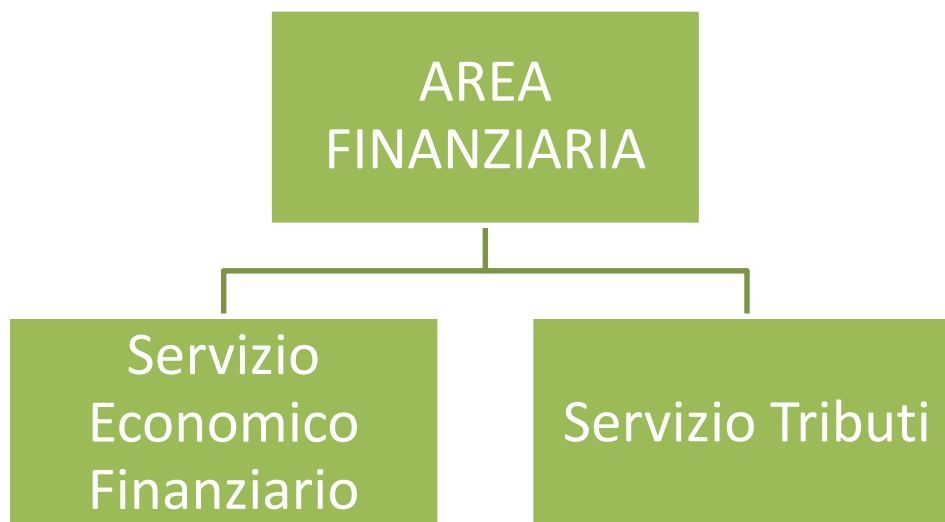 AREA
FINANZIARIA
Servizio
Economico
Finanziario
Servizio Tributi